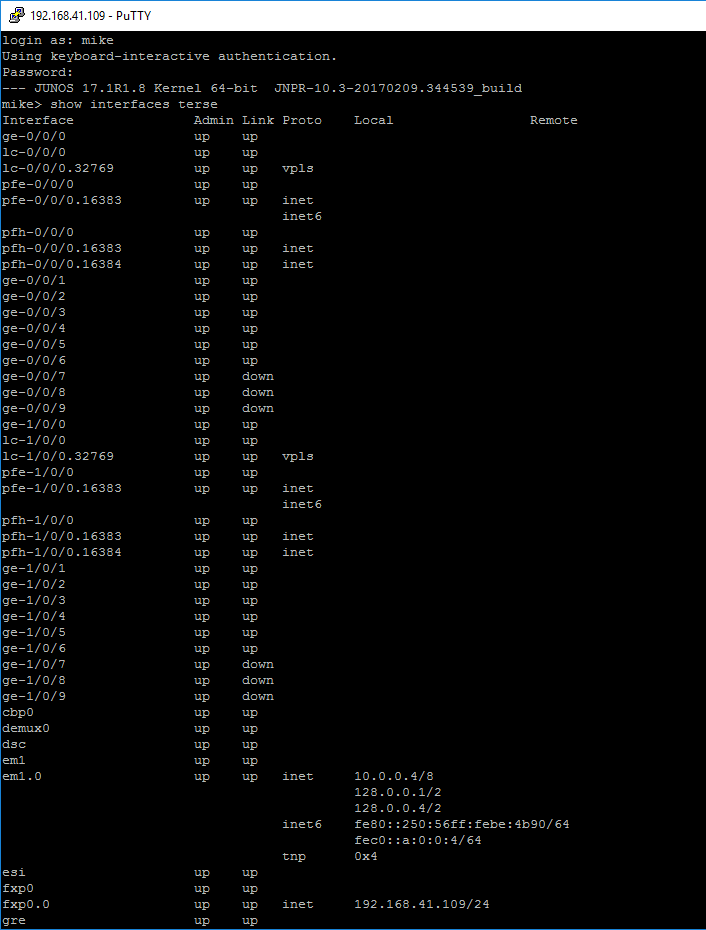 192.168.41.109 - PuTTY
login as: mike
Using keyboard-interactive authentication.
Password:
--- JUNOS 17.1R1.8 Kernel 64-bit  JNPR-10.3-20170209.344539_build
mike> show interfaces terse
Interface               Admin Link Proto    Local                 Remote
ge-0/0/0                up    up
lc-0/0/0                up    up
lc-0/0/0.32769          up    up   vpls
pfe-0/0/0               up    up
pfe-0/0/0.16383         up    up   inet
                                   inet6
pfh-0/0/0               up    up
pfh-0/0/0.16383         up    up   inet
pfh-0/0/0.16384         up    up   inet
ge-0/0/1                up    up
ge-0/0/2                up    up
ge-0/0/3                up    up
ge-0/0/4                up    up
ge-0/0/5                up    up
ge-0/0/6                up    up
ge-0/0/7                up    down
ge-0/0/8                up    down
ge-0/0/9                up    down
ge-1/0/0                up    up
lc-1/0/0                up    up
lc-1/0/0.32769          up    up   vpls
pfe-1/0/0               up    up
pfe-1/0/0.16383         up    up   inet
                                   inet6
pfh-1/0/0               up    up
pfh-1/0/0.16383         up    up   inet
pfh-1/0/0.16384         up    up   inet
ge-1/0/1                up    up
ge-1/0/2                up    up
ge-1/0/3                up    up
ge-1/0/4                up    up
ge-1/0/5                up    up
ge-1/0/6                up    up
ge-1/0/7                up    down
ge-1/0/8                up    down
ge-1/0/9                up    down
cbp0                    up    up
demux0                  up    up
dsc                     up    up
em1                     up    up
em1.0                   up    up   inet     10.0.0.4/8
                                            128.0.0.1/2
                                            128.0.0.4/2
                                   inet6    fe80::250:56ff:febe:4b90/64
                                            fec0::a:0:0:4/64
                                   tnp      0x4
esi                     up    up
fxp0                    up    up
fxp0.0                  up    up   inet     192.168.41.109/24
gre                     up    up